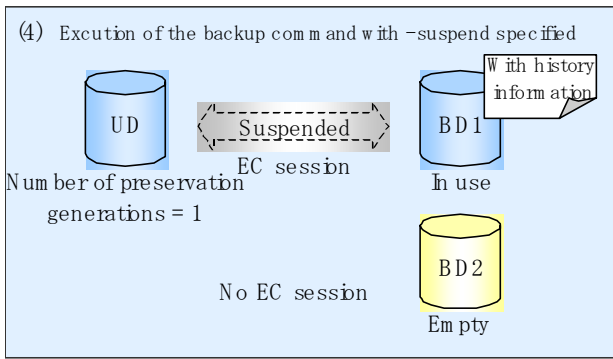 (4) Excution of the backup command with -suspend specified
With history
information
UD
Suspended
BD1
EC session
Number of preservation
generations = 1
In use
BD2
No EC session
Empty